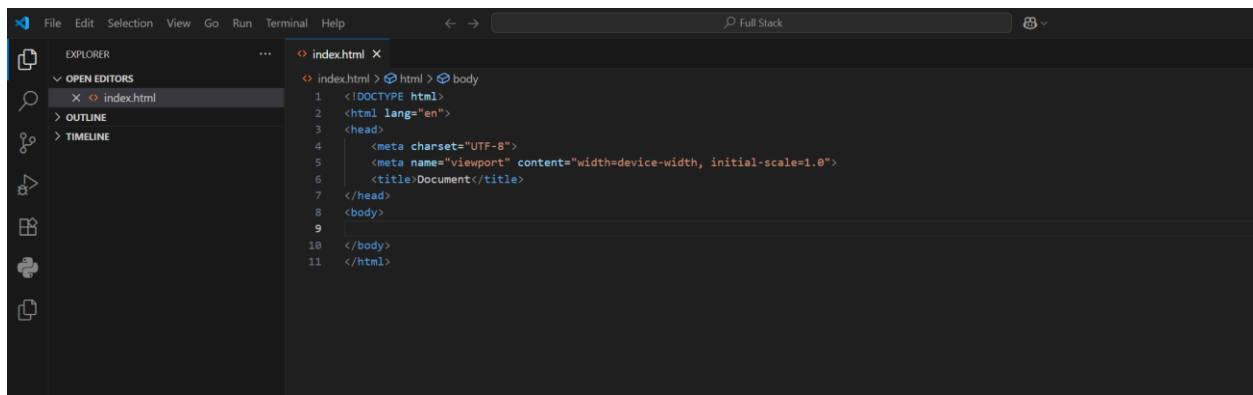 File Edit Selection View Go Run Terminal Help
Full Stack
EXPLORER
OPEN EDITORS
index.html
OUTLINE
TIMELINE
index.html
index.html > html > body
1 <!DOCTYPE html>
2 <html lang="en">
3 <head>
4 <meta charset="UTF-8">
5 <meta name="viewport" content="width=device-width, initial-scale=1.0">
6 <title>Document</title>
7 </head>
8 <body>
9
10 </body>
11 </html>